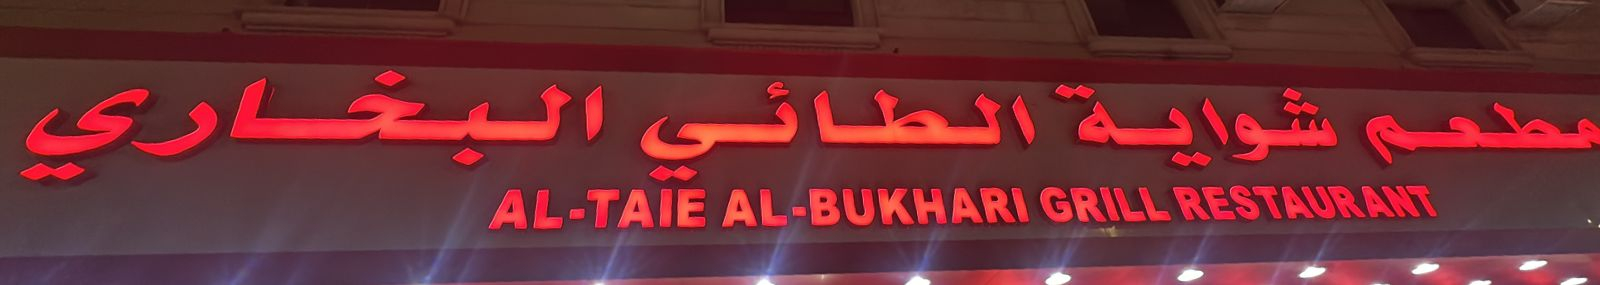 مطعم شواية الطائي البخاري
AL-TAIE AL-BUKHARI GRILL RESTAURANT